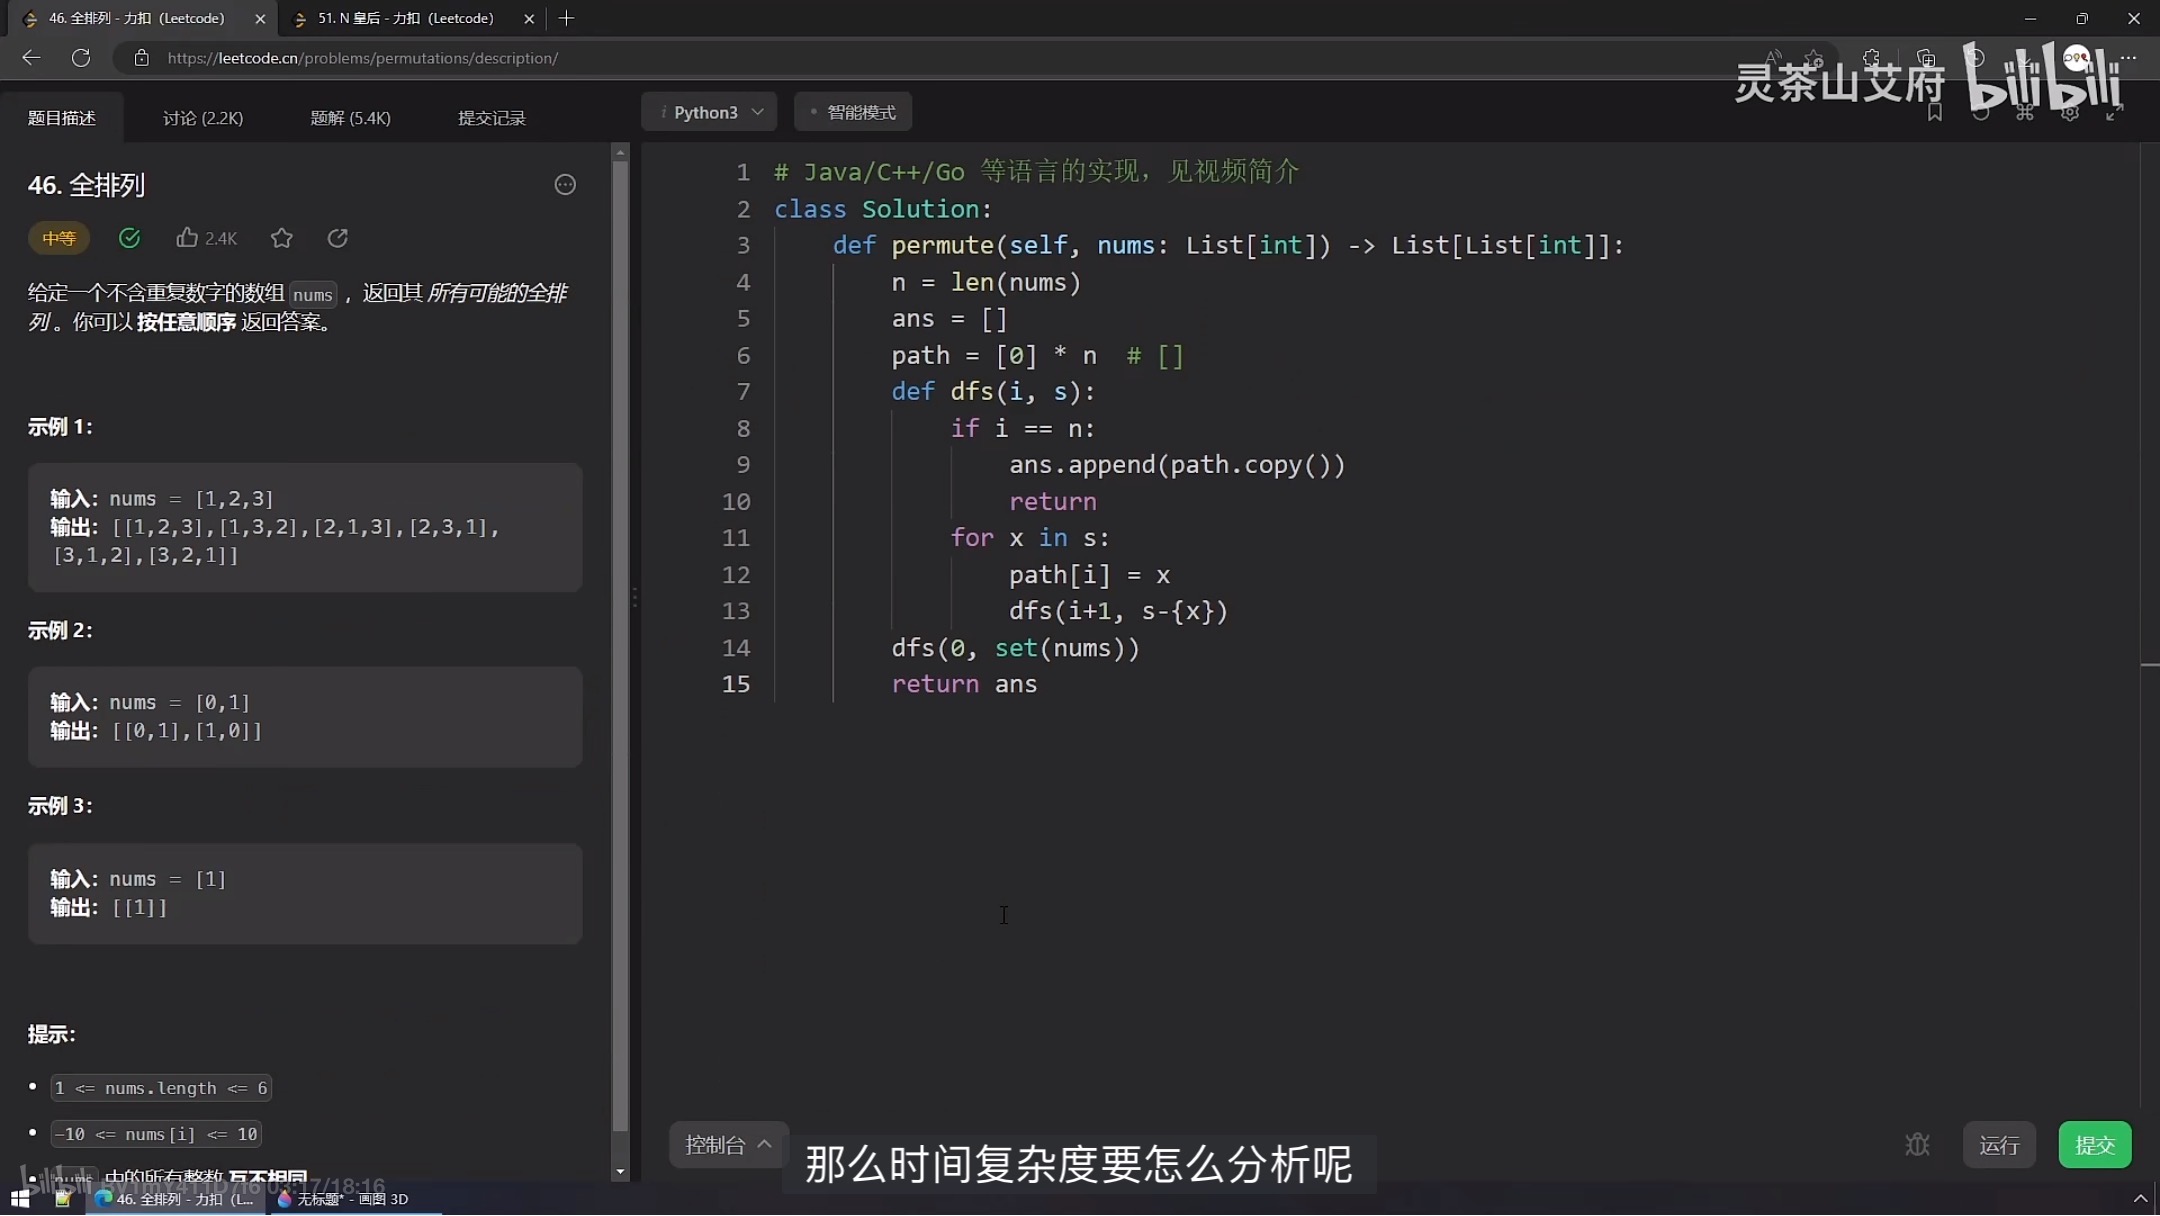 46. 全排列 - 力扣（Leetcode）
51. N 皇后 - 力扣（Leetcode）
https://leetcode.cn/problems/permutations/description/
灵茶山艾府 bilibili
题目描述
讨论 (2.2K)
题解 (5.4K)
提交记录
46. 全排列
中等
2.4K
给定一个不含重复数字的数组 nums ，返回其 所有可能的全排
列 。你可以 按任意顺序 返回答案。
示例 1：
输入：nums = [1,2,3]
输出：[[1,2,3],[1,3,2],[2,1,3],[2,3,1],
[3,1,2],[3,2,1]]
示例 2：
输入：nums = [0,1]
输出：[[0,1],[1,0]]
示例 3：
输入：nums = [1]
输出：[[1]]
提示：
1 <= nums.length <= 6
-10 <= nums[i] <= 10
nums 中的所有整数 互不相同
i Python3
智能模式
1 # Java/C++/Go 等语言的实现，见视频简介
2 class Solution:
3 def permute(self, nums: List[int]) -> List[List[int]]:
4 n = len(nums)
5 ans = []
6 path = [0] * n # []
7 def dfs(i, s):
8 if i == n:
9 ans.append(path.copy())
10 return
11 for x in s:
12 path[i] = x
13 dfs(i+1, s-{x})
14 dfs(0, set(nums))
15 return ans
控制台
运行
提交
那么时间复杂度要怎么分析呢
bilibili BV1mY411D7f6 03:17/18:16
46. 全排列 - 力扣（L...
无标题* - 画图 3D